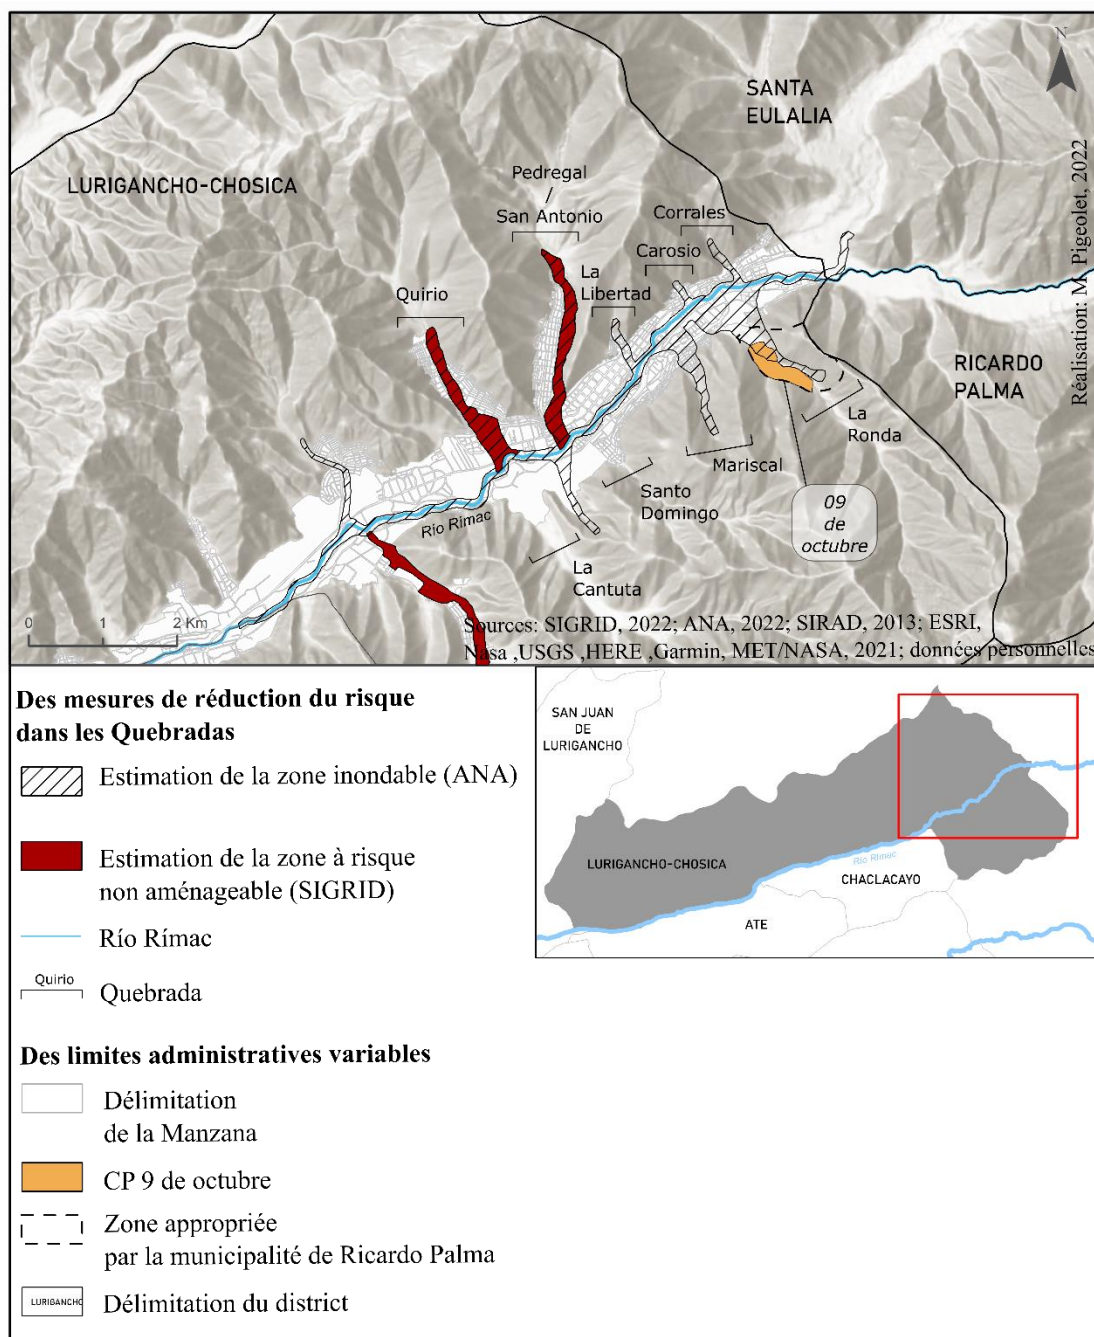 N
SANTA
EULALIA
LURIGANCHO-CHOSICA
Pedregal
/
San Antonio
Corrales
Carosio
La
Libertad
Quirio
RICARDO
PALMA
La
Ronda
Mariscal
Santo
Domingo
09
de
octubre
Río Rímac
La
Cantuta
0 1 2 Km
Réalisation: M. Pigeolet, 2022
Sources: SIGRID, 2022; ANA, 2022; SIRAD, 2013; ESRI,
Nasa ,USGS ,HERE ,Garmin, MET/NASA, 2021; données personnelles
Des mesures de réduction du risque
dans les Quebradas
Estimation de la zone inondable (ANA)
Estimation de la zone à risque
non aménageable (SIGRID)
Río Rímac
Quirio
Quebrada
Des limites administratives variables
Délimitation
de la Manzana
CP 9 de octubre
Zone appropriée
par la municipalité de Ricardo Palma
LURIGANCHO
Délimitation du district
SAN JUAN
DE
LURIGANCHO
LURIGANCHO-CHOSICA
Río Rímac
CHACLACAYO
ATE